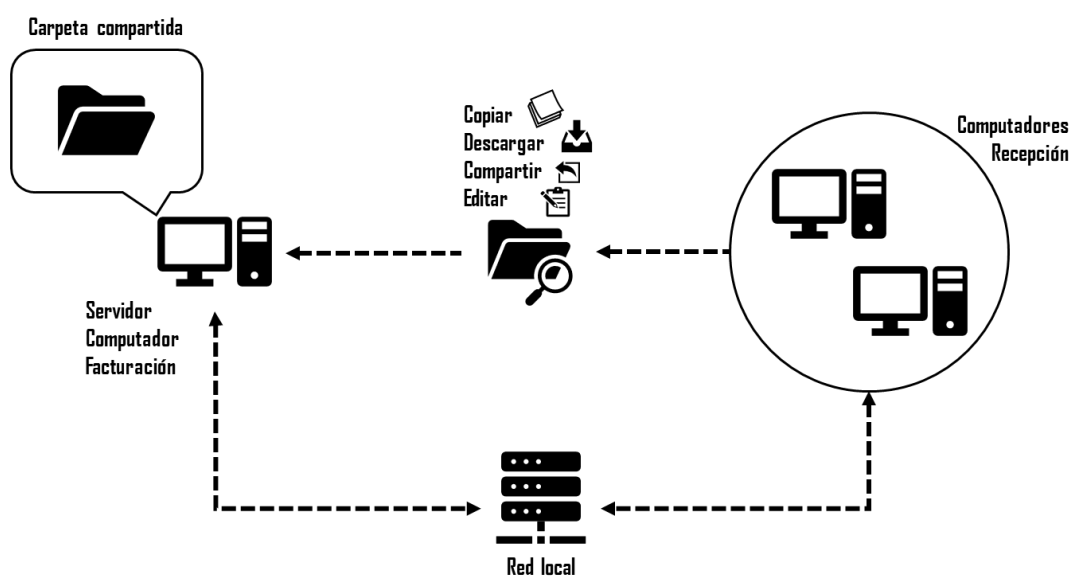 Carpeta compartida
Copiar
Descargar
Compartir
Editar
Computadores
Recepción
Servidor
Computador
Facturación
Red local